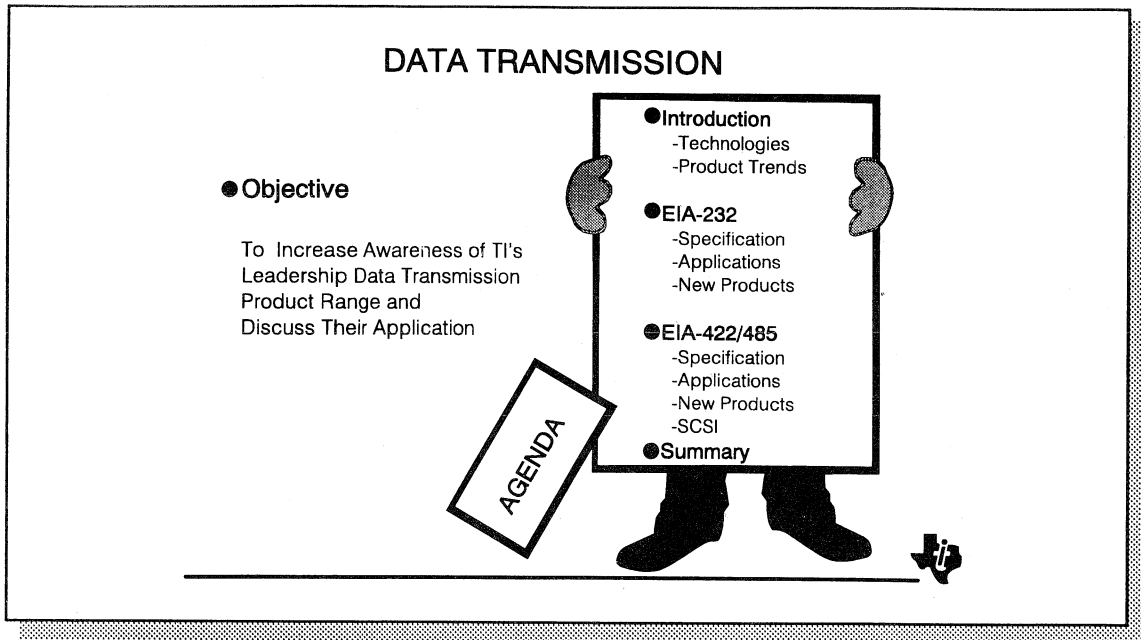 DATA TRANSMISSION
●Objective
To Increase Awareness of TI's
Leadership Data Transmission
Product Range and
Discuss Their Application
●Introduction
-Technologies
-Product Trends
●EIA-232
-Specification
-Applications
-New Products
●EIA-422/485
-Specification
-Applications
-New Products
-SCSI
●Summary
AGENDA